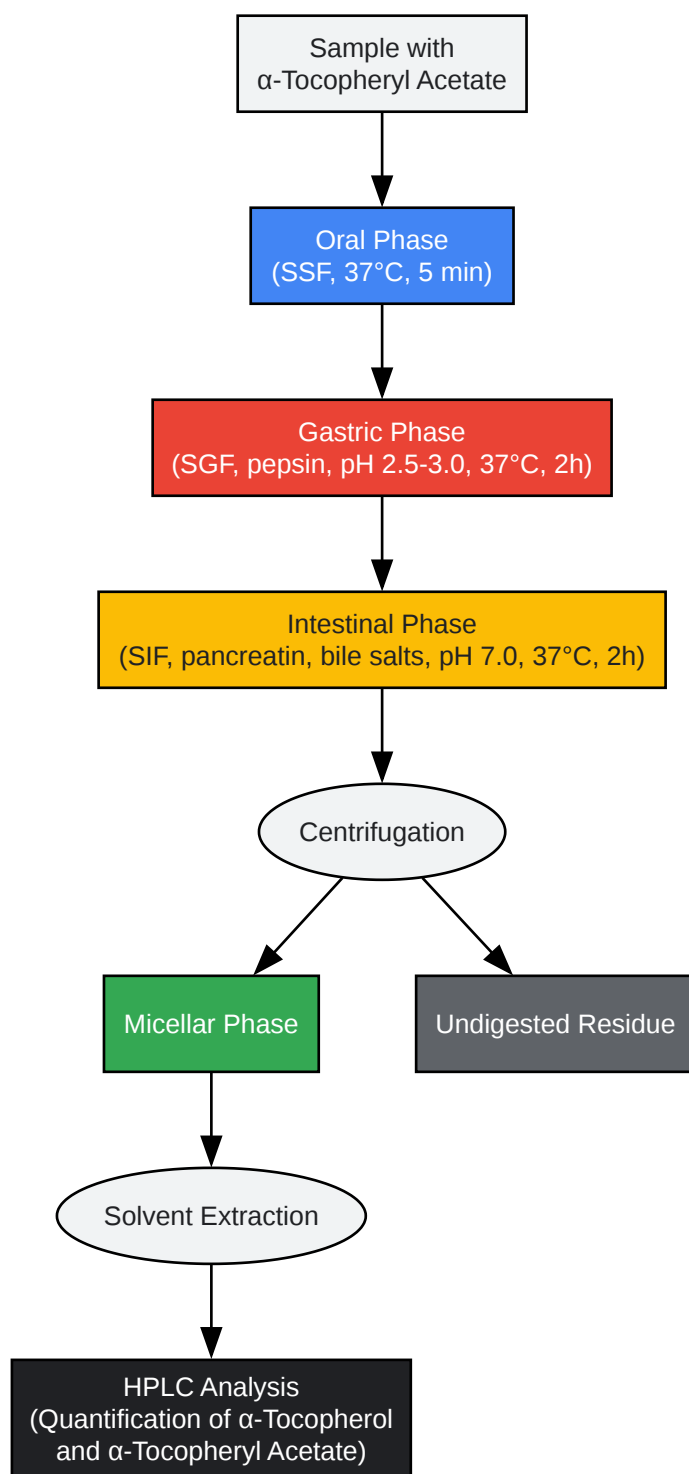 Sample with
α-Tocopheryl Acetate
Oral Phase
(SSF, 37°C, 5 min)
Gastric Phase
(SGF, pepsin, pH 2.5-3.0, 37°C, 2h)
Intestinal Phase
(SIF, pancreatin, bile salts, pH 7.0, 37°C, 2h)
Centrifugation
Micellar Phase
Undigested Residue
Solvent Extraction
HPLC Analysis
(Quantification of α-Tocopherol
and α-Tocopheryl Acetate)